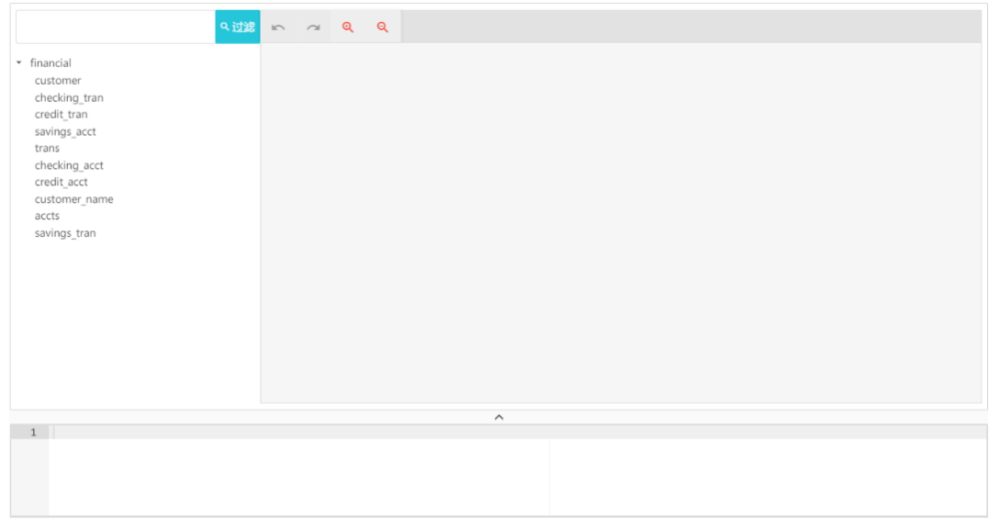 过滤
financial
customer
checking_tran
credit_tran
savings_acct
trans
checking_acct
credit_acct
customer_name
accts
savings_tran
1